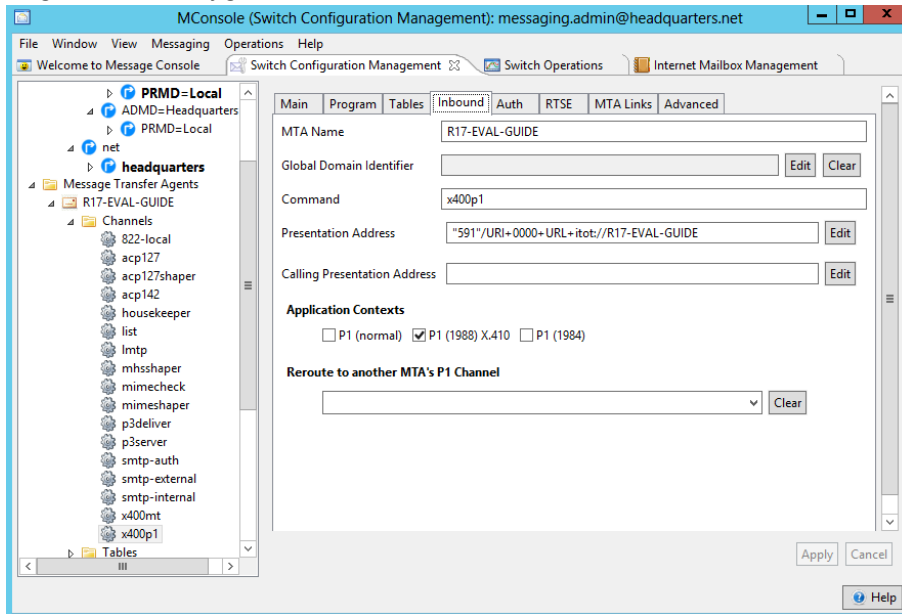 MConsole (Switch Configuration Management): messaging.admin@headquarters.net
File Window View Messaging Operations Help
Welcome to Message Console
Switch Configuration Management
Switch Operations
Internet Mailbox Management
PRMD=Local
ADMD=Headquarters
PRMD=Local
net
headquarters
Message Transfer Agents
R17-EVAL-GUIDE
Channels
822-local
acp127
acp127shaper
acp142
housekeeper
list
lmtp
mhsshaper
mimecheck
mimeshaper
p3deliver
p3server
smtp-auth
smtp-external
smtp-internal
x400mt
x400p1
Tables
Main Program Tables Inbound Auth RTSE MTA Links Advanced
MTA Name R17-EVAL-GUIDE
Global Domain Identifier Edit Clear
Command x400p1
Presentation Address "591"/URI+0000+URL+itot://R17-EVAL-GUIDE Edit
Calling Presentation Address Edit
Application Contexts
P1 (normal) P1 (1988) X.410 P1 (1984)
Reroute to another MTA's P1 Channel
Clear
Apply Cancel
Help